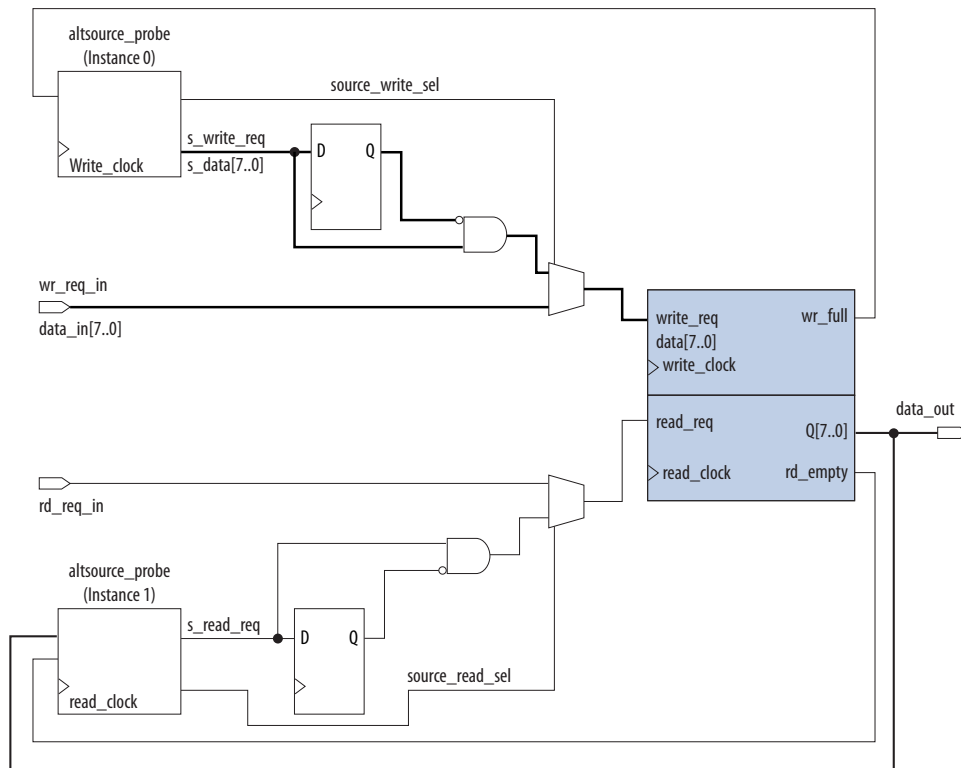 altsource_probe
(Instance 0)
source_write_sel
s_write_req
D Q
Write_clock
s_data[7..0]
wr_req_in
data_in[7..0]
write_req
wr_full
data[7..0]
write_clock
data_out
read_req
Q[7..0]
read_clock
rd_empty
rd_req_in
altsource_probe
(Instance 1)
s_read_req
D Q
source_read_sel
read_clock